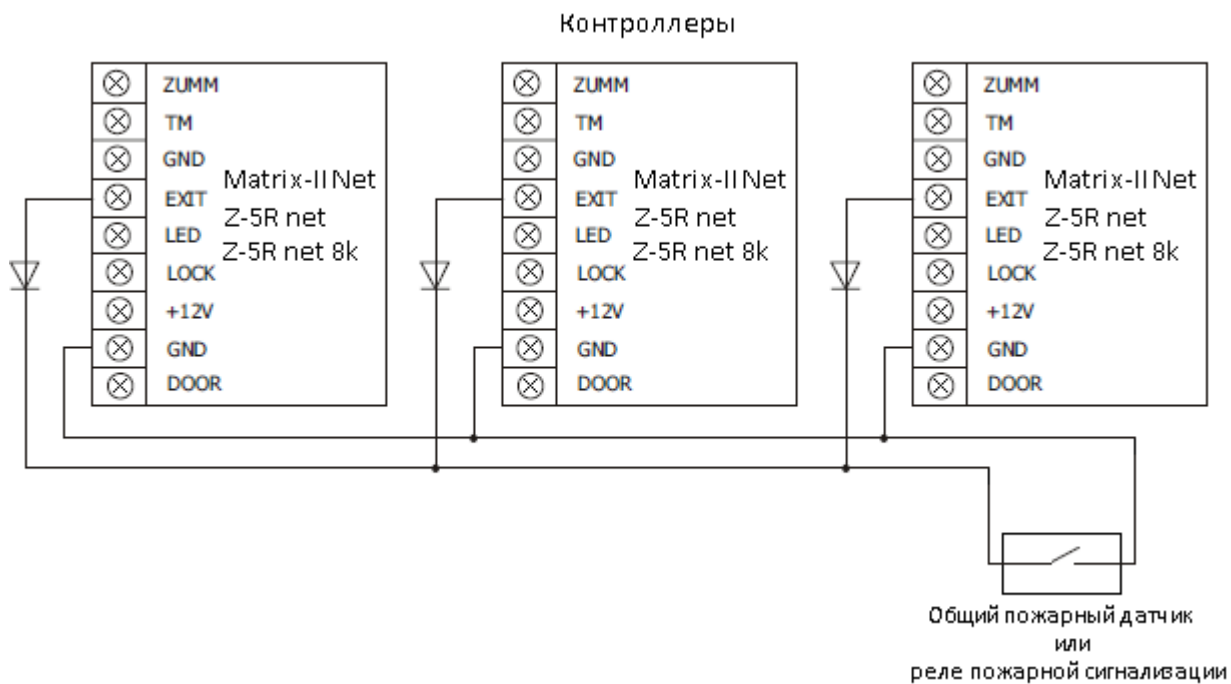 Контроллеры
ZUMM
TM
GND
EXIT
LED
LOCK
+12V
GND
DOOR
Matrix-II Net
Z-5R net
Z-5R net 8k
ZUMM
TM
GND
EXIT
LED
LOCK
+12V
GND
DOOR
Matrix-II Net
Z-5R net
Z-5R net 8k
ZUMM
TM
GND
EXIT
LED
LOCK
+12V
GND
DOOR
Matrix-II Net
Z-5R net
Z-5R net 8k
Общий пожарный датчик
или
реле пожарной сигнализации